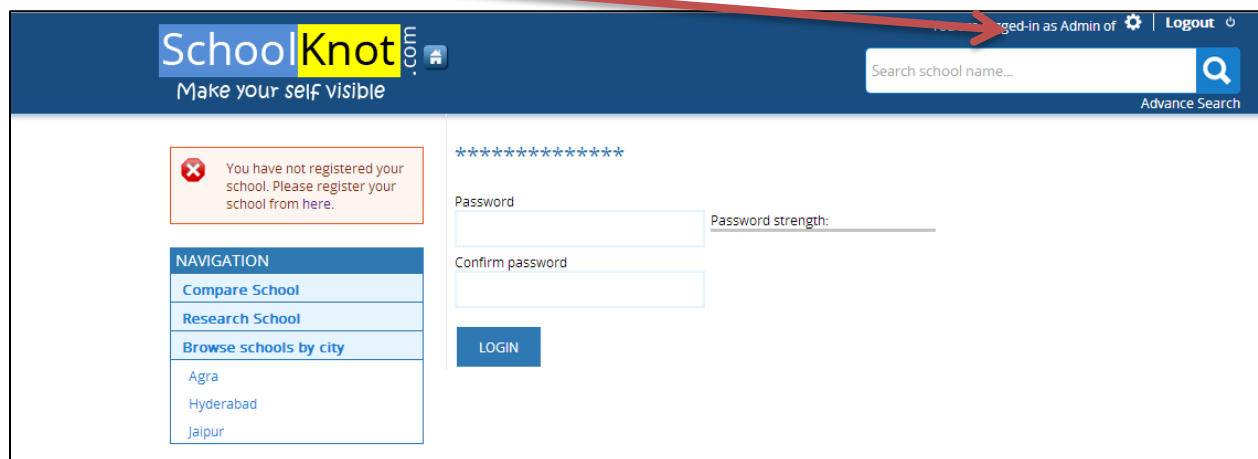 gged-in as Admin of | Logout
SchoolKnot.com
Make your self visible
Search school name...
Advance Search
You have not registered your
school. Please register your
school from here.
**************
Password
Password strength:
Confirm password
LOGIN
NAVIGATION
Compare School
Research School
Browse schools by city
Agra
Hyderabad
Jaipur